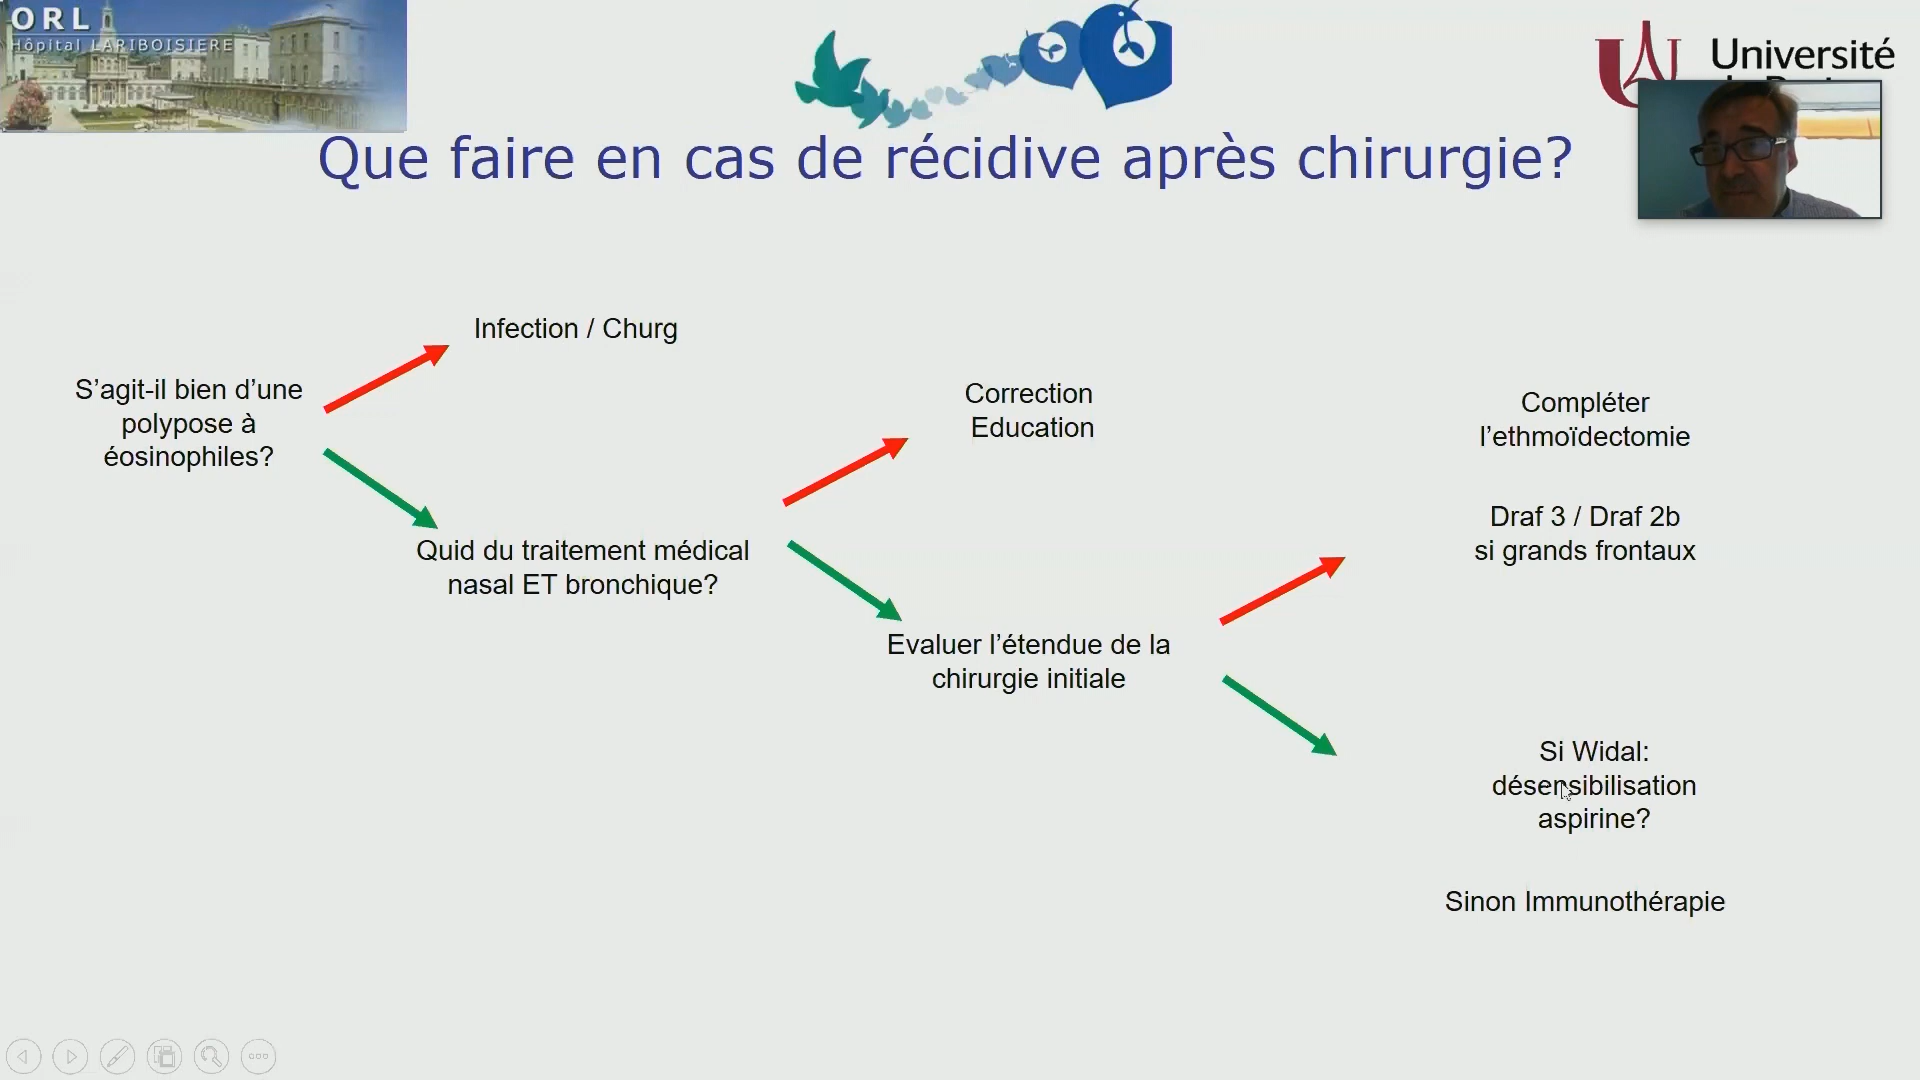 ORL
Hôpital LARIBOISIERE
Université
Que faire en cas de récidive après chirurgie?
Infection / Churg
S’agit-il bien d’une
polypose à
éosinophiles?
Correction
Education
Compléter
l’ethmoïdectomie
Draf 3 / Draf 2b
si grands frontaux
Quid du traitement médical
nasal ET bronchique?
Evaluer l’étendue de la
chirurgie initiale
Si Widal:
désensibilisation
aspirine?
Sinon Immunothérapie